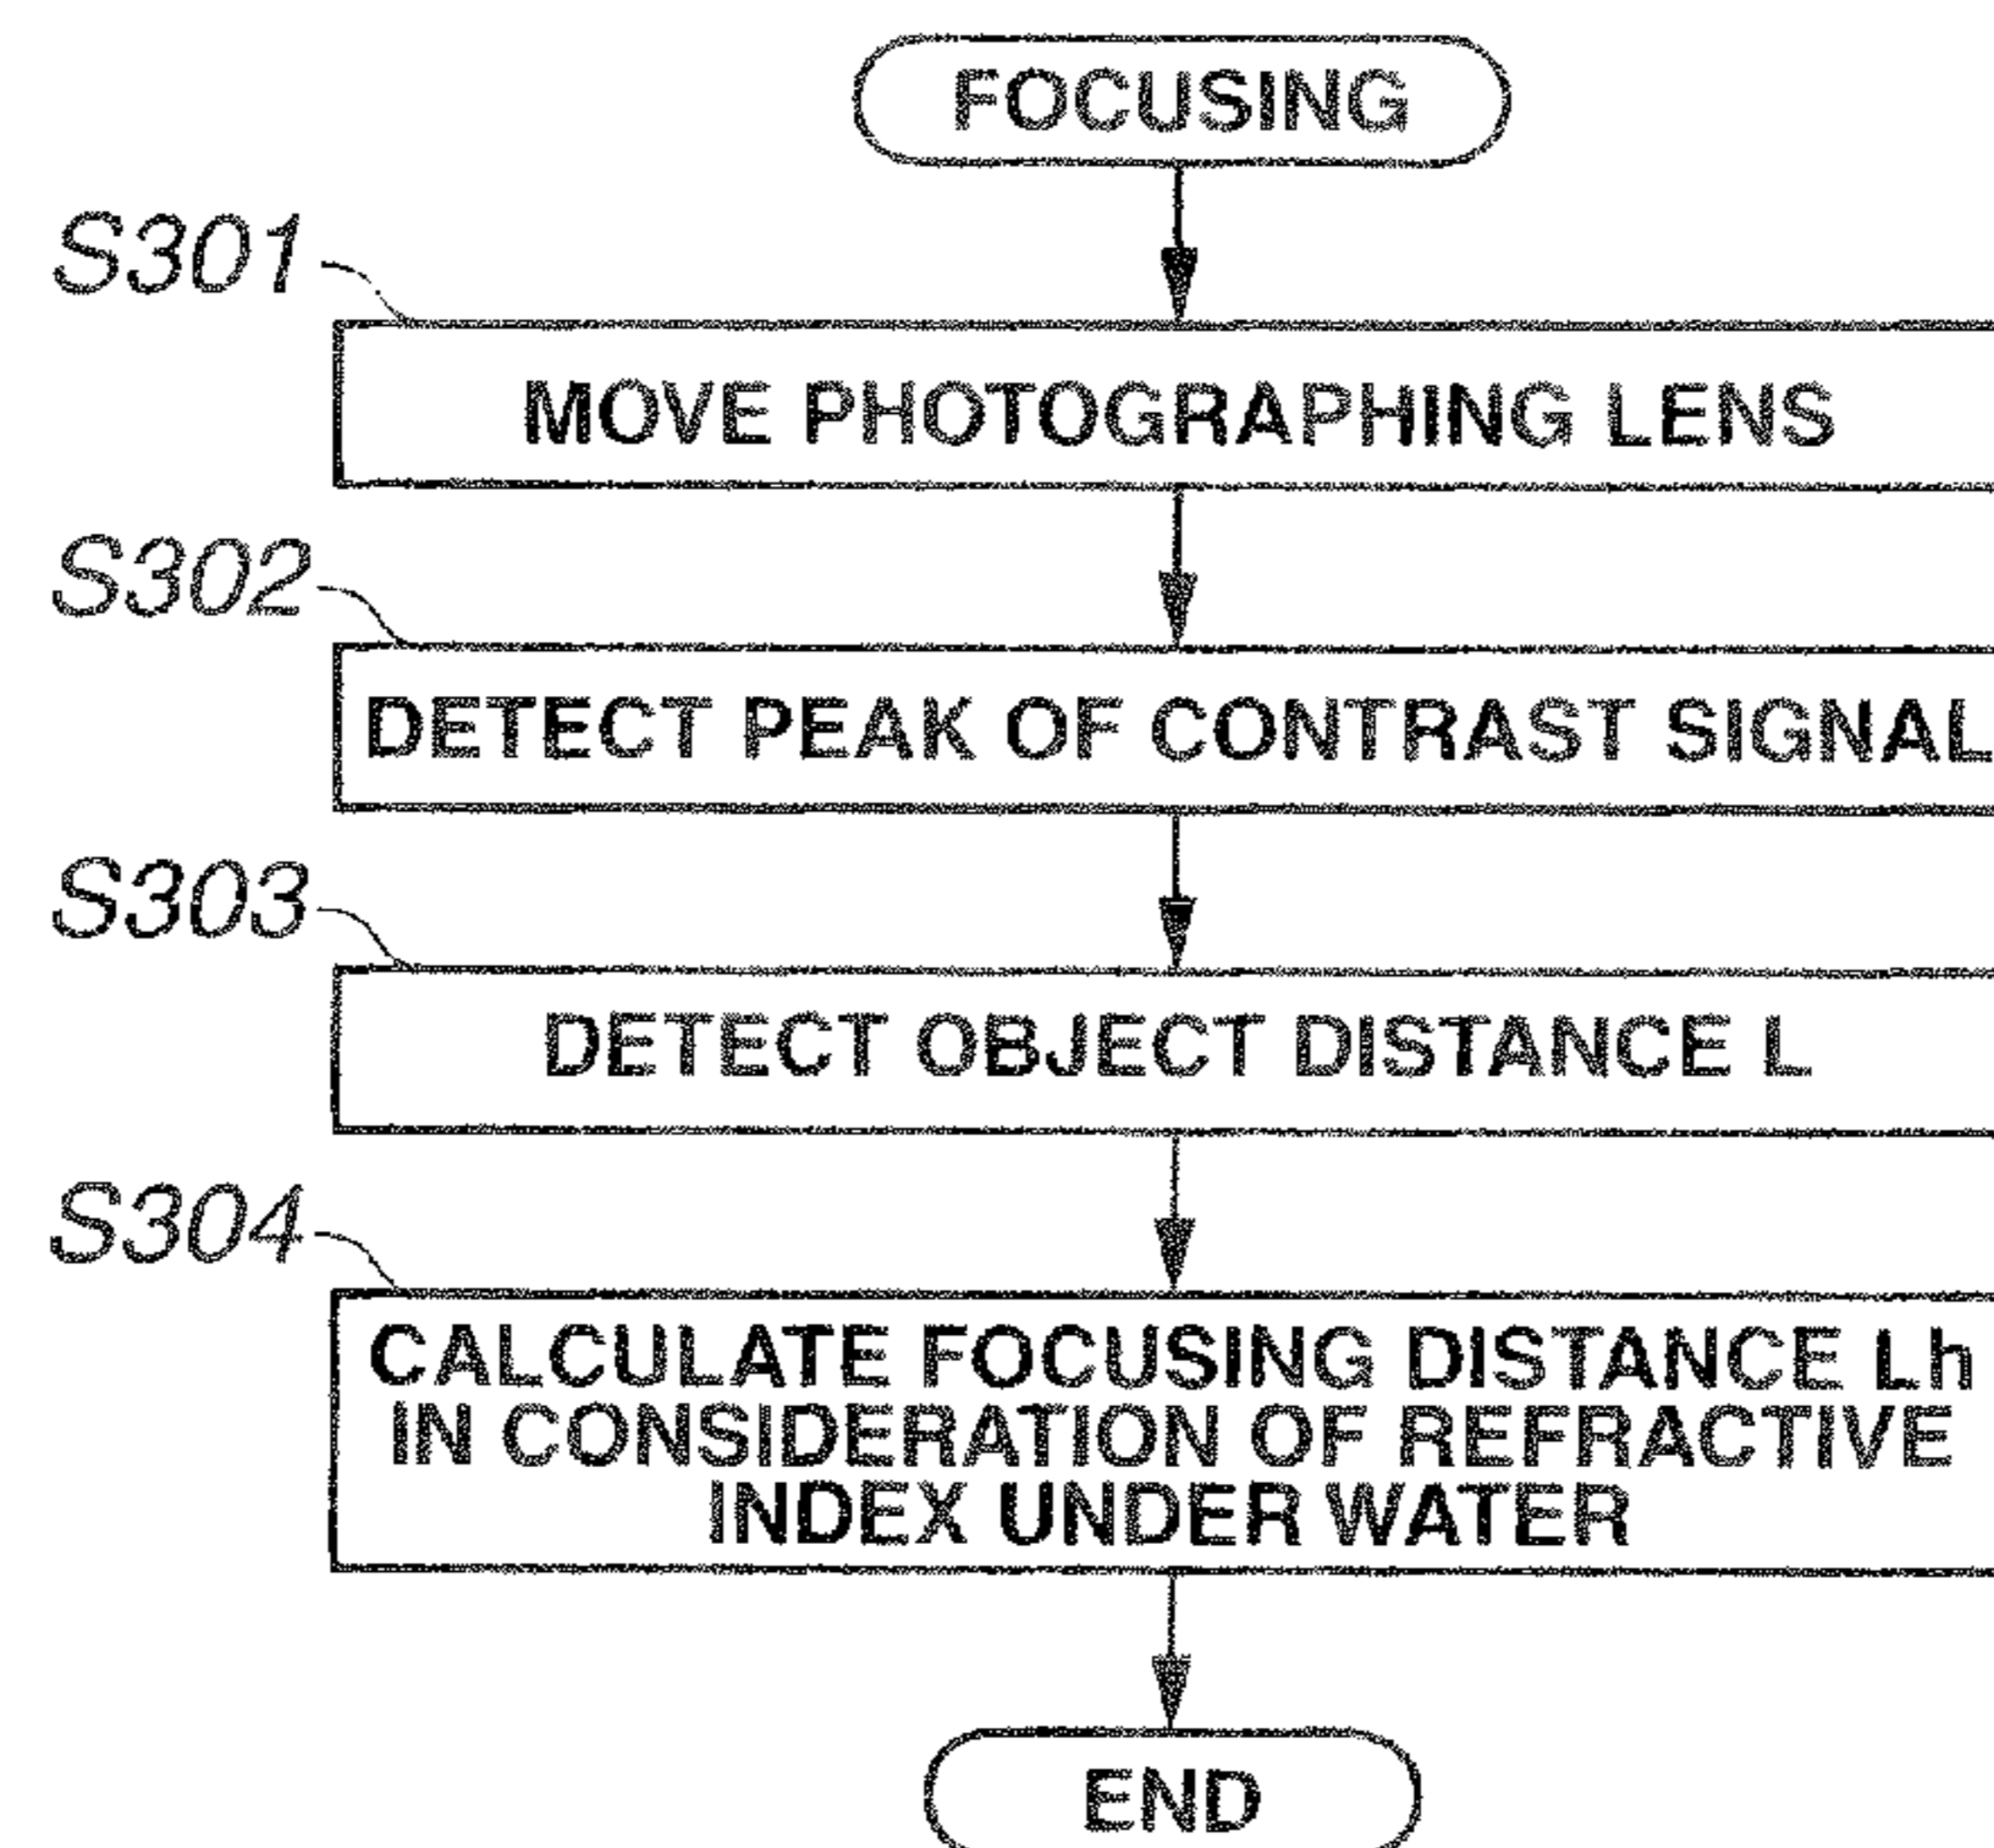 FOCUSING
S301
MOVE PHOTOGRAPHING LENS
S302
DETECT PEAK OF CONTRAST SIGNAL
S303
DETECT OBJECT DISTANCE L
S304
CALCULATE FOCUSING DISTANCE Lh
IN CONSIDERATION OF REFRACTIVE
INDEX UNDER WATER
END